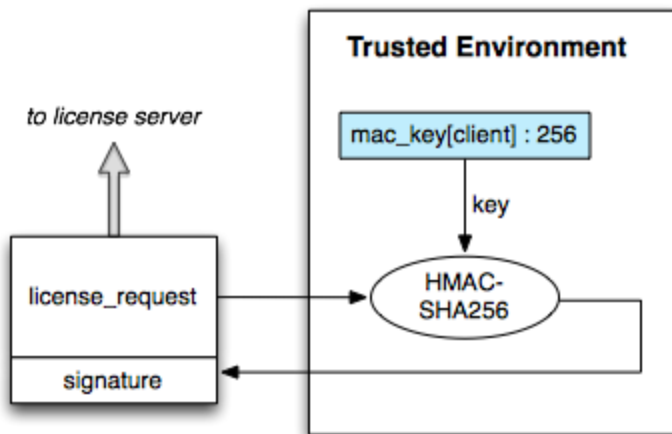 Trusted Environment
to license server
mac_key[client] : 256
key
license_request
HMAC-
SHA256
signature